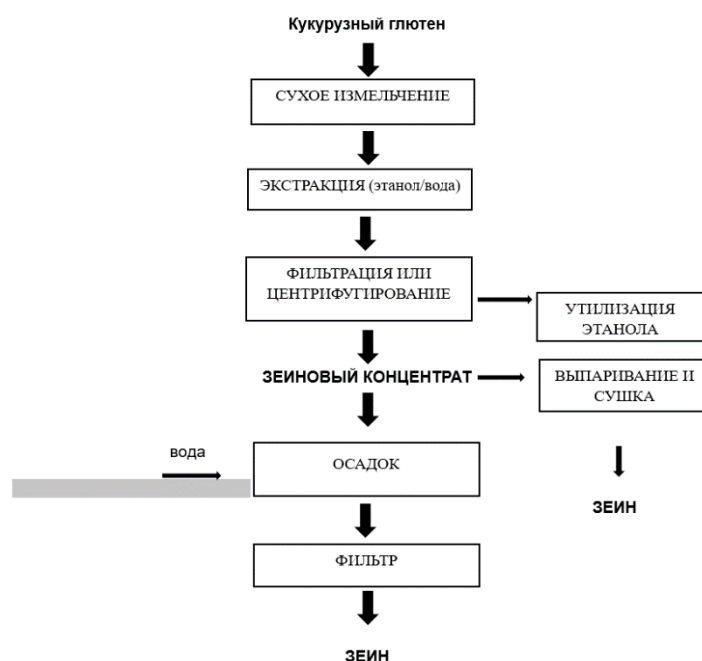 Кукурузный глютен
СУХОЕ ИЗМЕЛЬЧЕНИЕ
ЭКСТРАКЦИЯ (этанол/вода)
ФИЛЬТРАЦИЯ ИЛИ
ЦЕНТРИФУГИРОВАНИЕ
УТИЛИЗАЦИЯ
ЭТАНОЛА
ЗЕИНОВЫЙ КОНЦЕНТРАТ
ВЫПАРИВАНИЕ И
СУШКА
вода
ОСАДОК
ЗЕИН
ФИЛЬТР
ЗЕИН